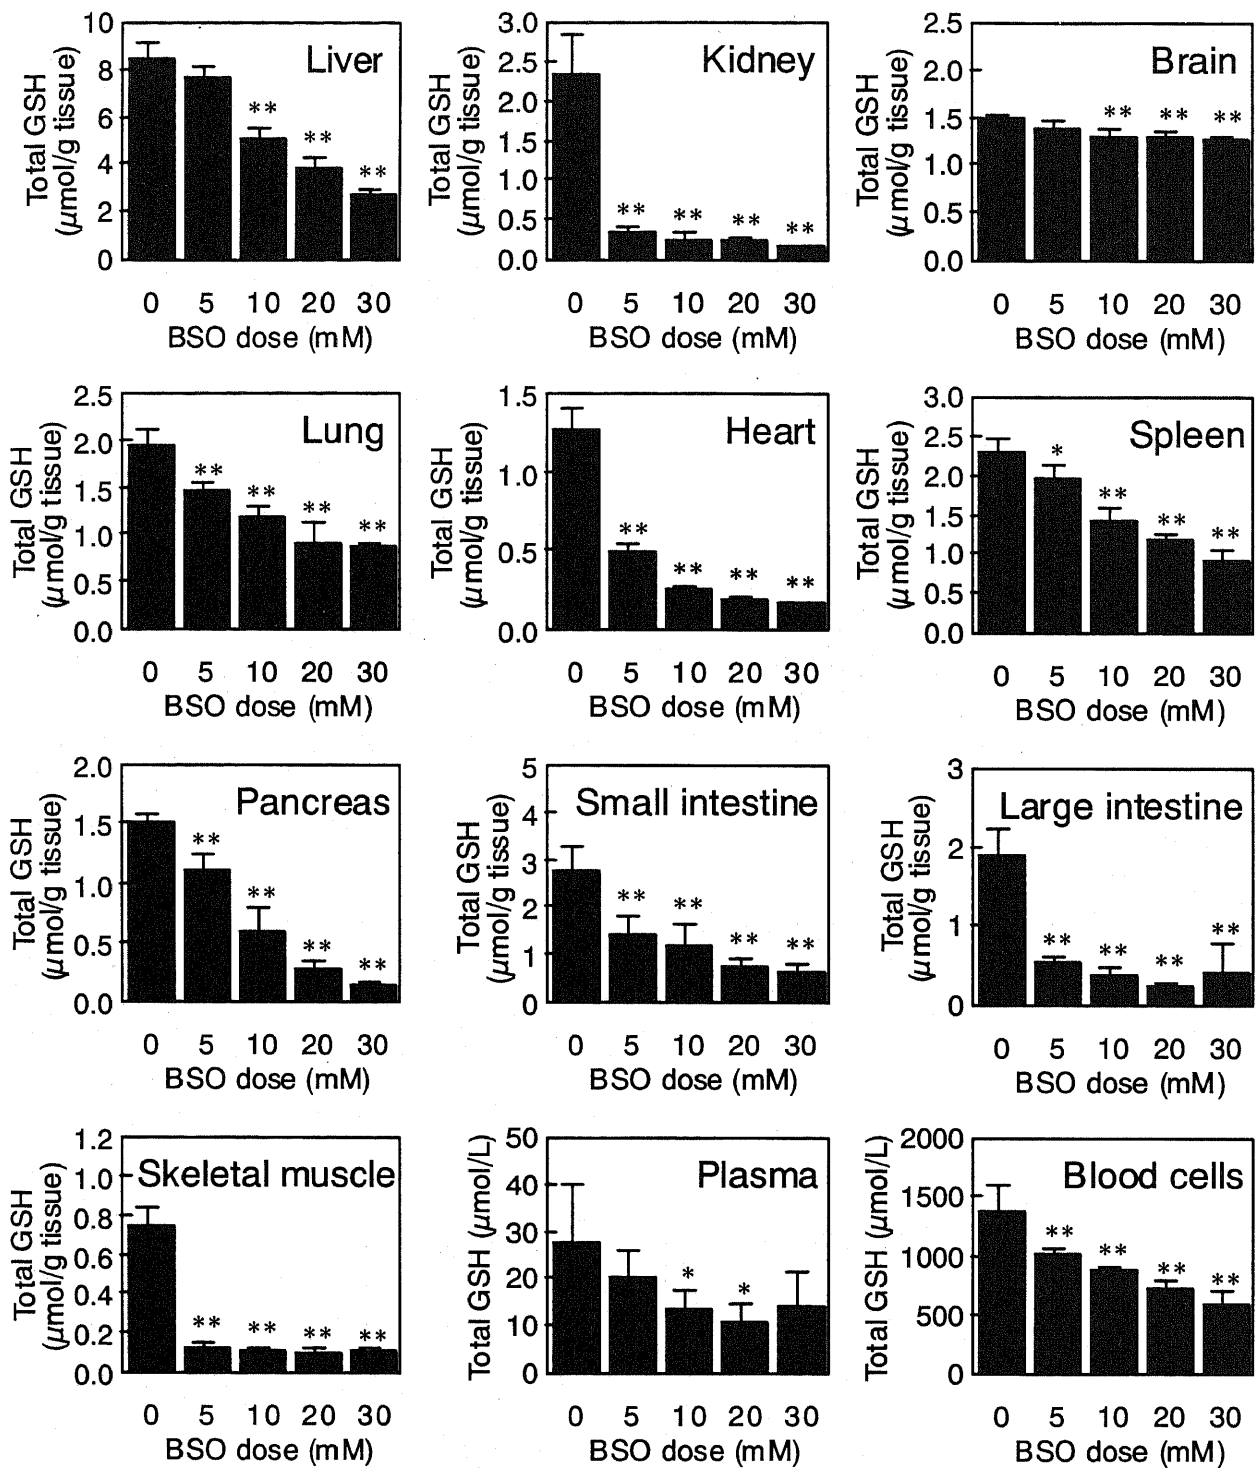 Liver
Total GSH
(µmol/g tissue)
10
8
6
4
2
0
** ** **
0 5 10 20 30
BSO dose (mM)
Kidney
Total GSH
(µmol/g tissue)
3.0
2.5
2.0
1.5
1.0
0.5
0.0
** ** ** **
0 5 10 20 30
BSO dose (mM)
Brain
Total GSH
(µmol/g tissue)
2.5
2.0
1.5
1.0
0.5
0.0
** ** **
0 5 10 20 30
BSO dose (mM)
Lung
Total GSH
(µmol/g tissue)
2.5
2.0
1.5
1.0
0.5
0.0
** ** ** **
0 5 10 20 30
BSO dose (mM)
Heart
Total GSH
(µmol/g tissue)
1.5
1.0
0.5
0.0
** ** ** **
0 5 10 20 30
BSO dose (mM)
Spleen
Total GSH
(µmol/g tissue)
3.0
2.5
2.0
1.5
1.0
0.5
0.0
* ** ** **
0 5 10 20 30
BSO dose (mM)
Pancreas
Total GSH
(µmol/g tissue)
2.0
1.5
1.0
0.5
0.0
** ** ** **
0 5 10 20 30
BSO dose (mM)
Small intestine
Total GSH
(µmol/g tissue)
5
4
3
2
1
0
** ** ** **
0 5 10 20 30
BSO dose (mM)
Large intestine
Total GSH
(µmol/g tissue)
3
2
1
0
** ** ** **
0 5 10 20 30
BSO dose (mM)
Skeletal muscle
Total GSH
(µmol/g tissue)
1.2
1.0
0.8
0.6
0.4
0.2
0.0
** ** ** **
0 5 10 20 30
BSO dose (mM)
Plasma
Total GSH (µmol/L)
50
40
30
20
10
0
* *
0 5 10 20 30
BSO dose (mM)
Blood cells
Total GSH (µmol/L)
2000
1500
1000
500
0
** ** ** **
0 5 10 20 30
BSO dose (mM)